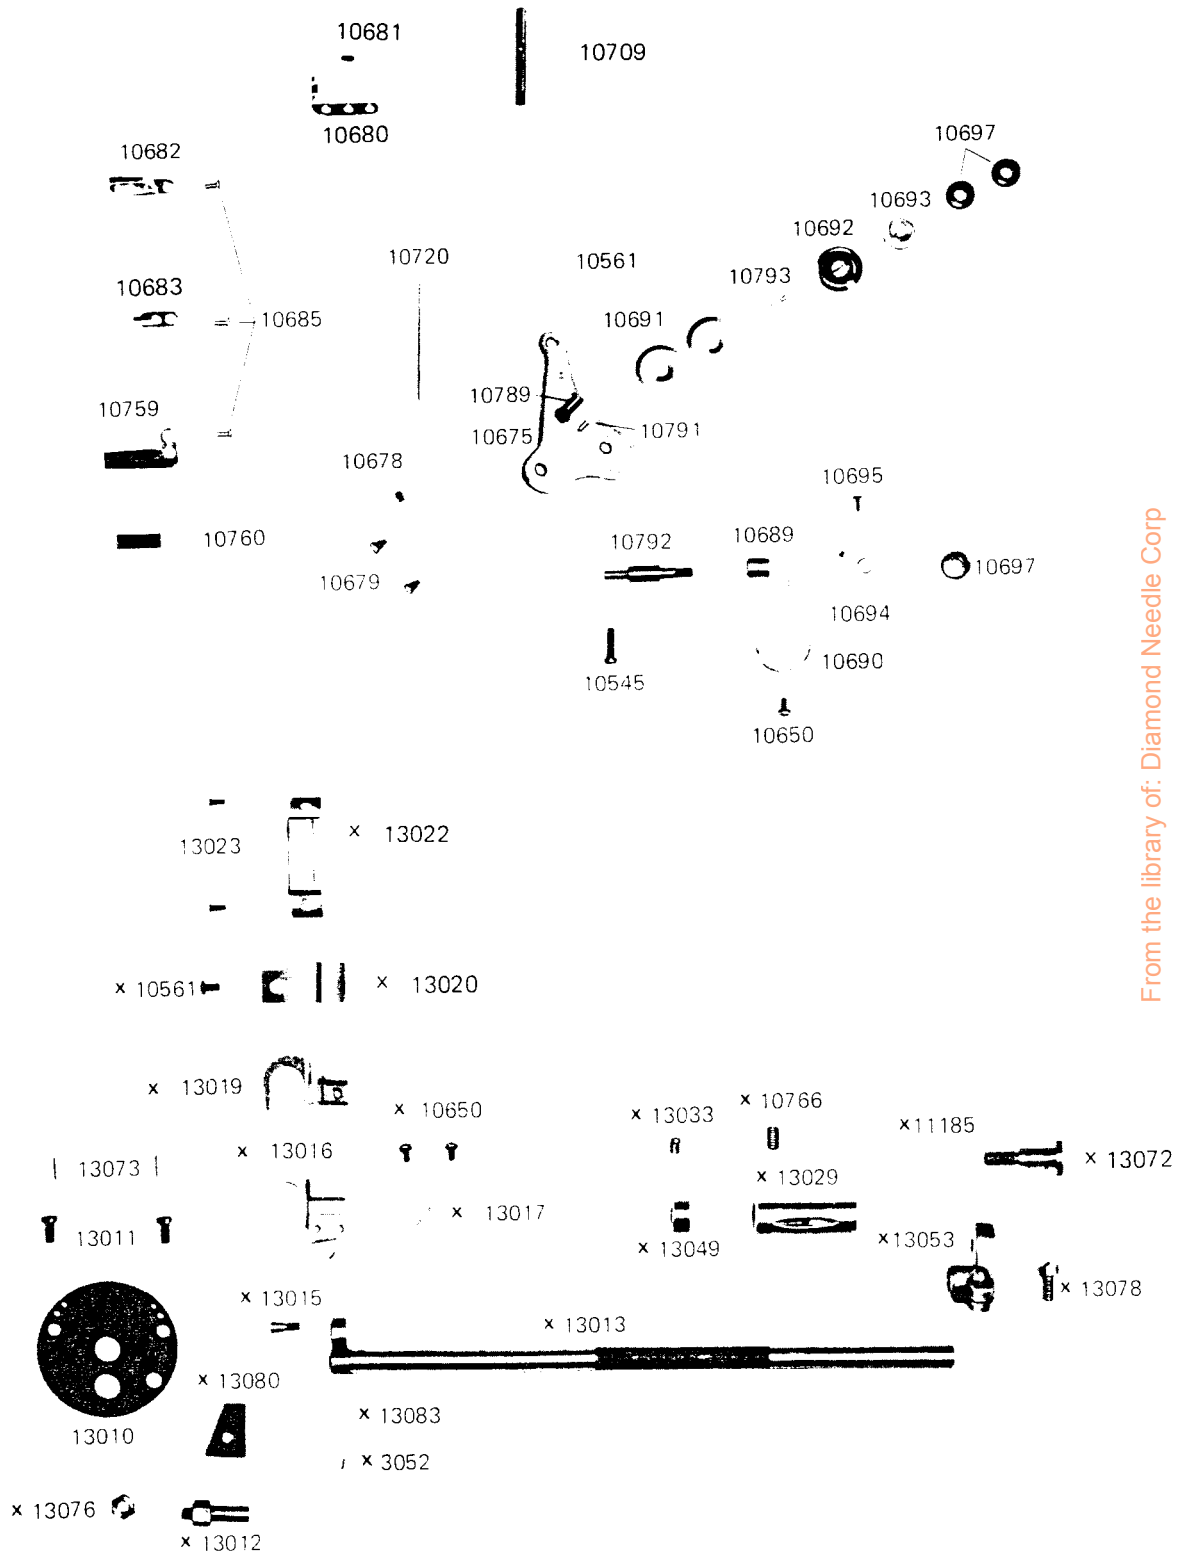 10681
10709
10680
10697
10682
10693
10692
10720
10561
10793
10683
10685
10691
10789
10759
10675
10791
10678
10695
10760
10792
10689
10697
10679
10694
10690
10545
10650
13023
x 13022
x 10561
x 13020
x 13019
x 10650
x 13033
x 10766
x 11185
x 13016
13073
x 13072
x 13029
x 13017
13011
x 13049
x 13053
x 13078
x 13015
x 13013
x 13080
13010
x 13083
x 3052
x 13076
x 13012
From the library of: Diamond Needle Corp